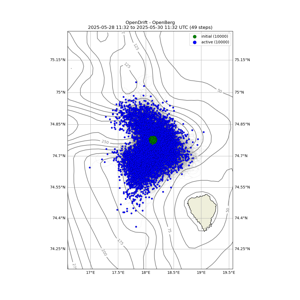 OpenDrift - OpenBerg
2025-05-28 11:32 to 2025-05-30 11:32 UTC (49 steps)
initial (10000)
active (10000)
75.15°N
75.15°N
75°N
75°N
74.85°N
74.85°N
74.7°N
74.7°N
74.55°N
74.55°N
74.4°N
74.4°N
74.25°N
74.25°N
17°E
17.5°E
18°E
18.5°E
19°E
19.5°E